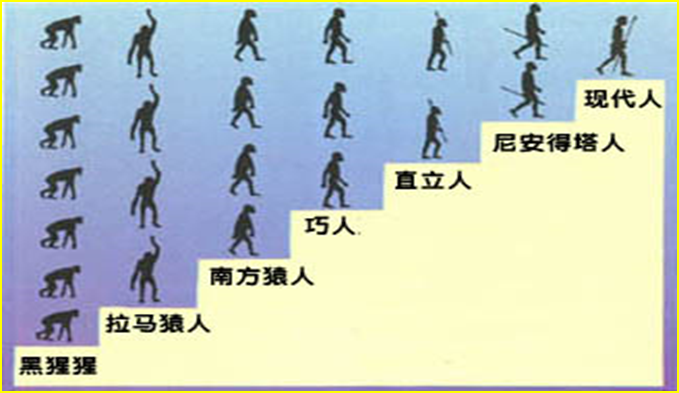 现代人
尼安得塔人
直立人
巧人.
南方猿人
拉马猿人
黑猩猩